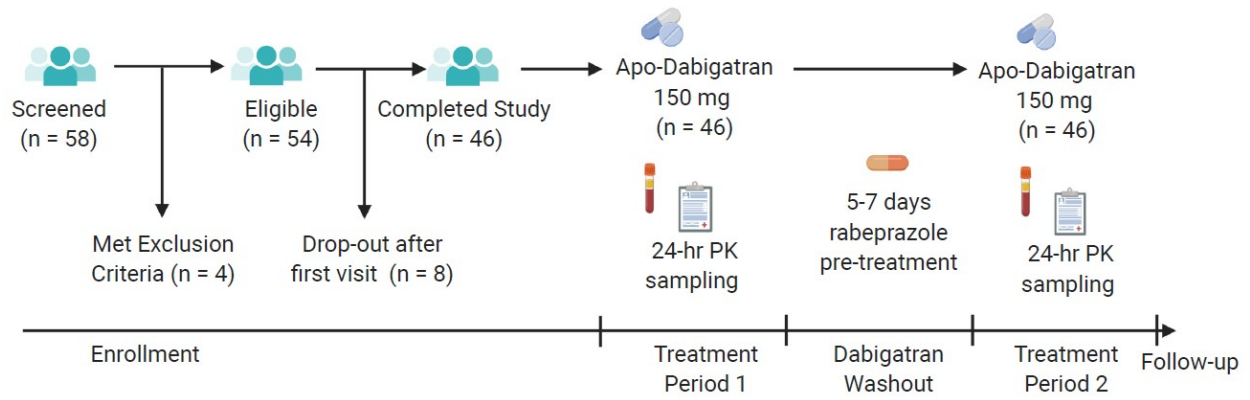 Screened
(n = 58)
Eligible
(n = 54)
Completed Study
(n = 46)
Apo-Dabigatran
150 mg
(n = 46)
Apo-Dabigatran
150 mg
(n = 46)
Met Exclusion
Criteria (n = 4)
Drop-out after
first visit (n = 8)
24-hr PK
sampling
5-7 days
rabeprazole
pre-treatment
24-hr PK
sampling
Enrollment
Treatment
Period 1
Dabigatran
Washout
Treatment
Period 2
Follow-up